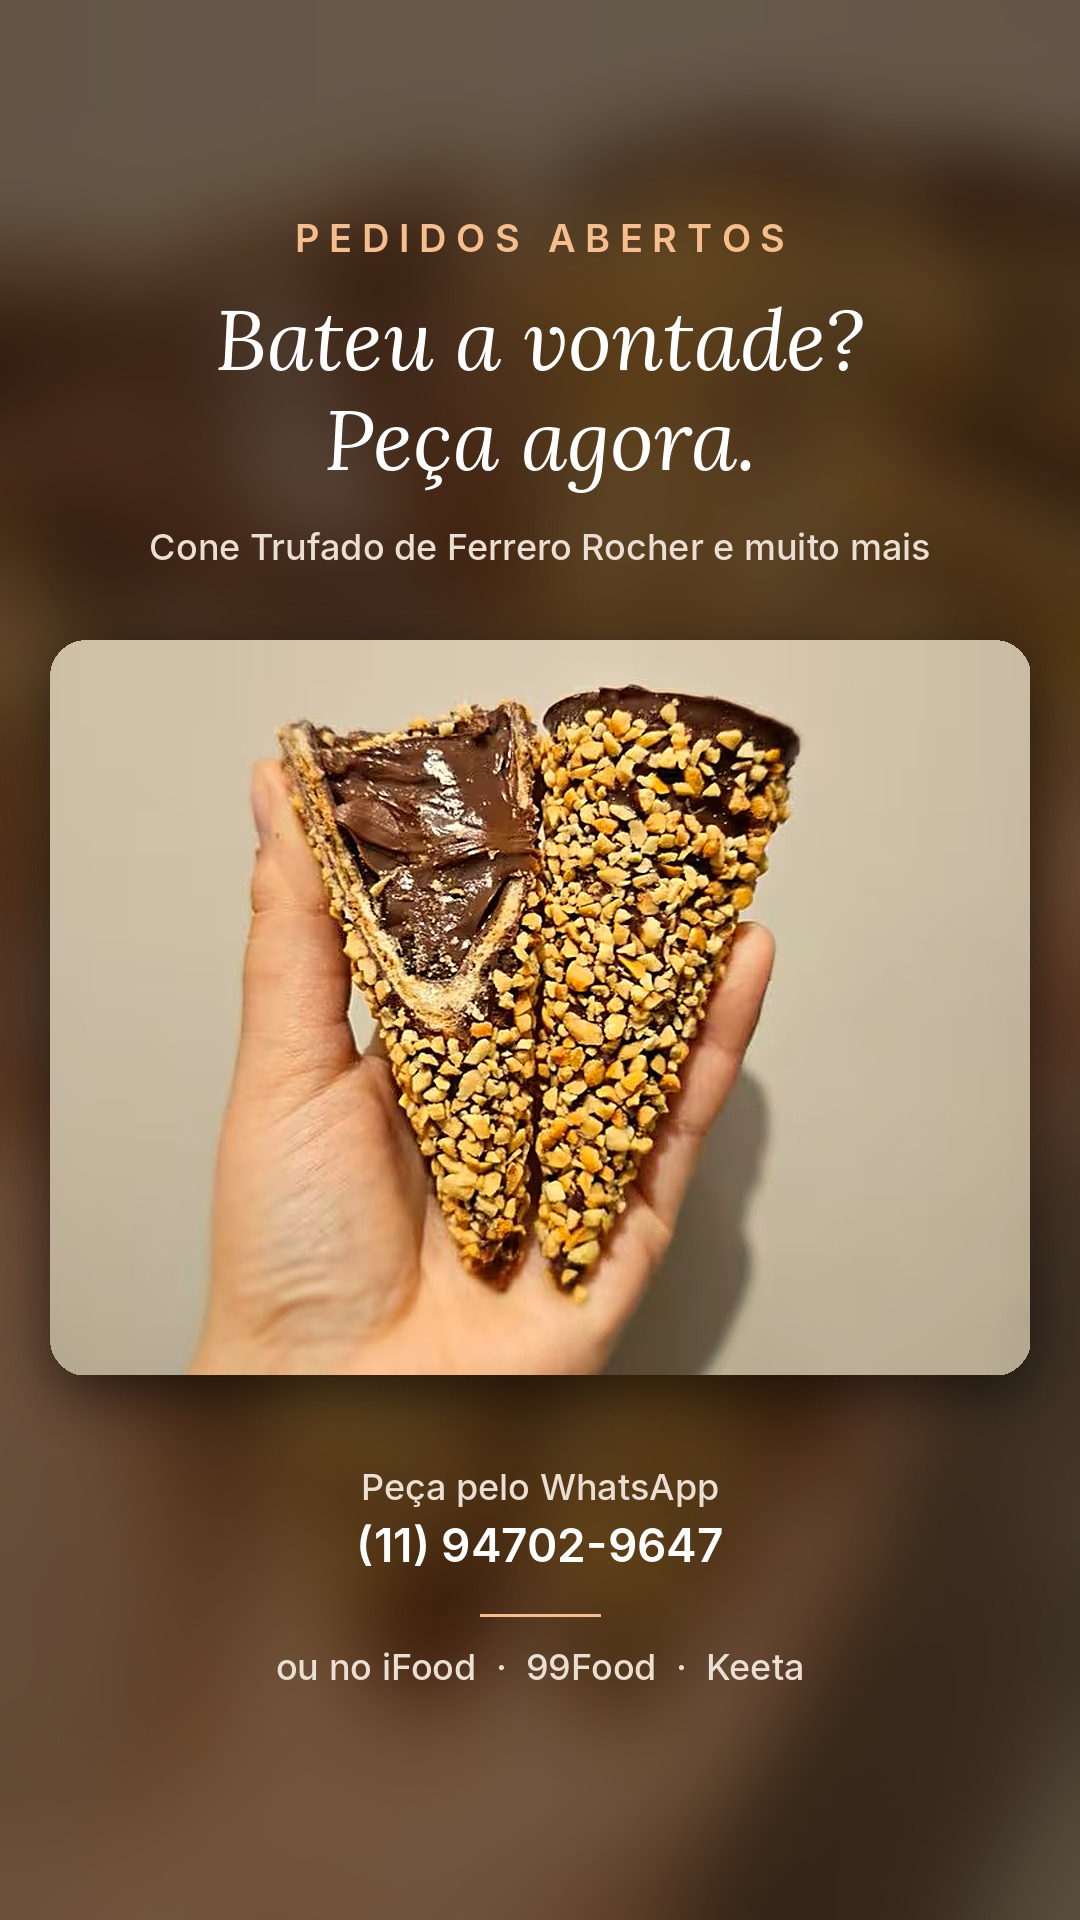 PEDIDOS ABERTOS
Bateu a vontade?
Peça agora.
Cone Trufado de Ferrero Rocher e muito mais
Peça pelo WhatsApp
(11) 94702-9647
ou no iFood · 99Food · Keeta